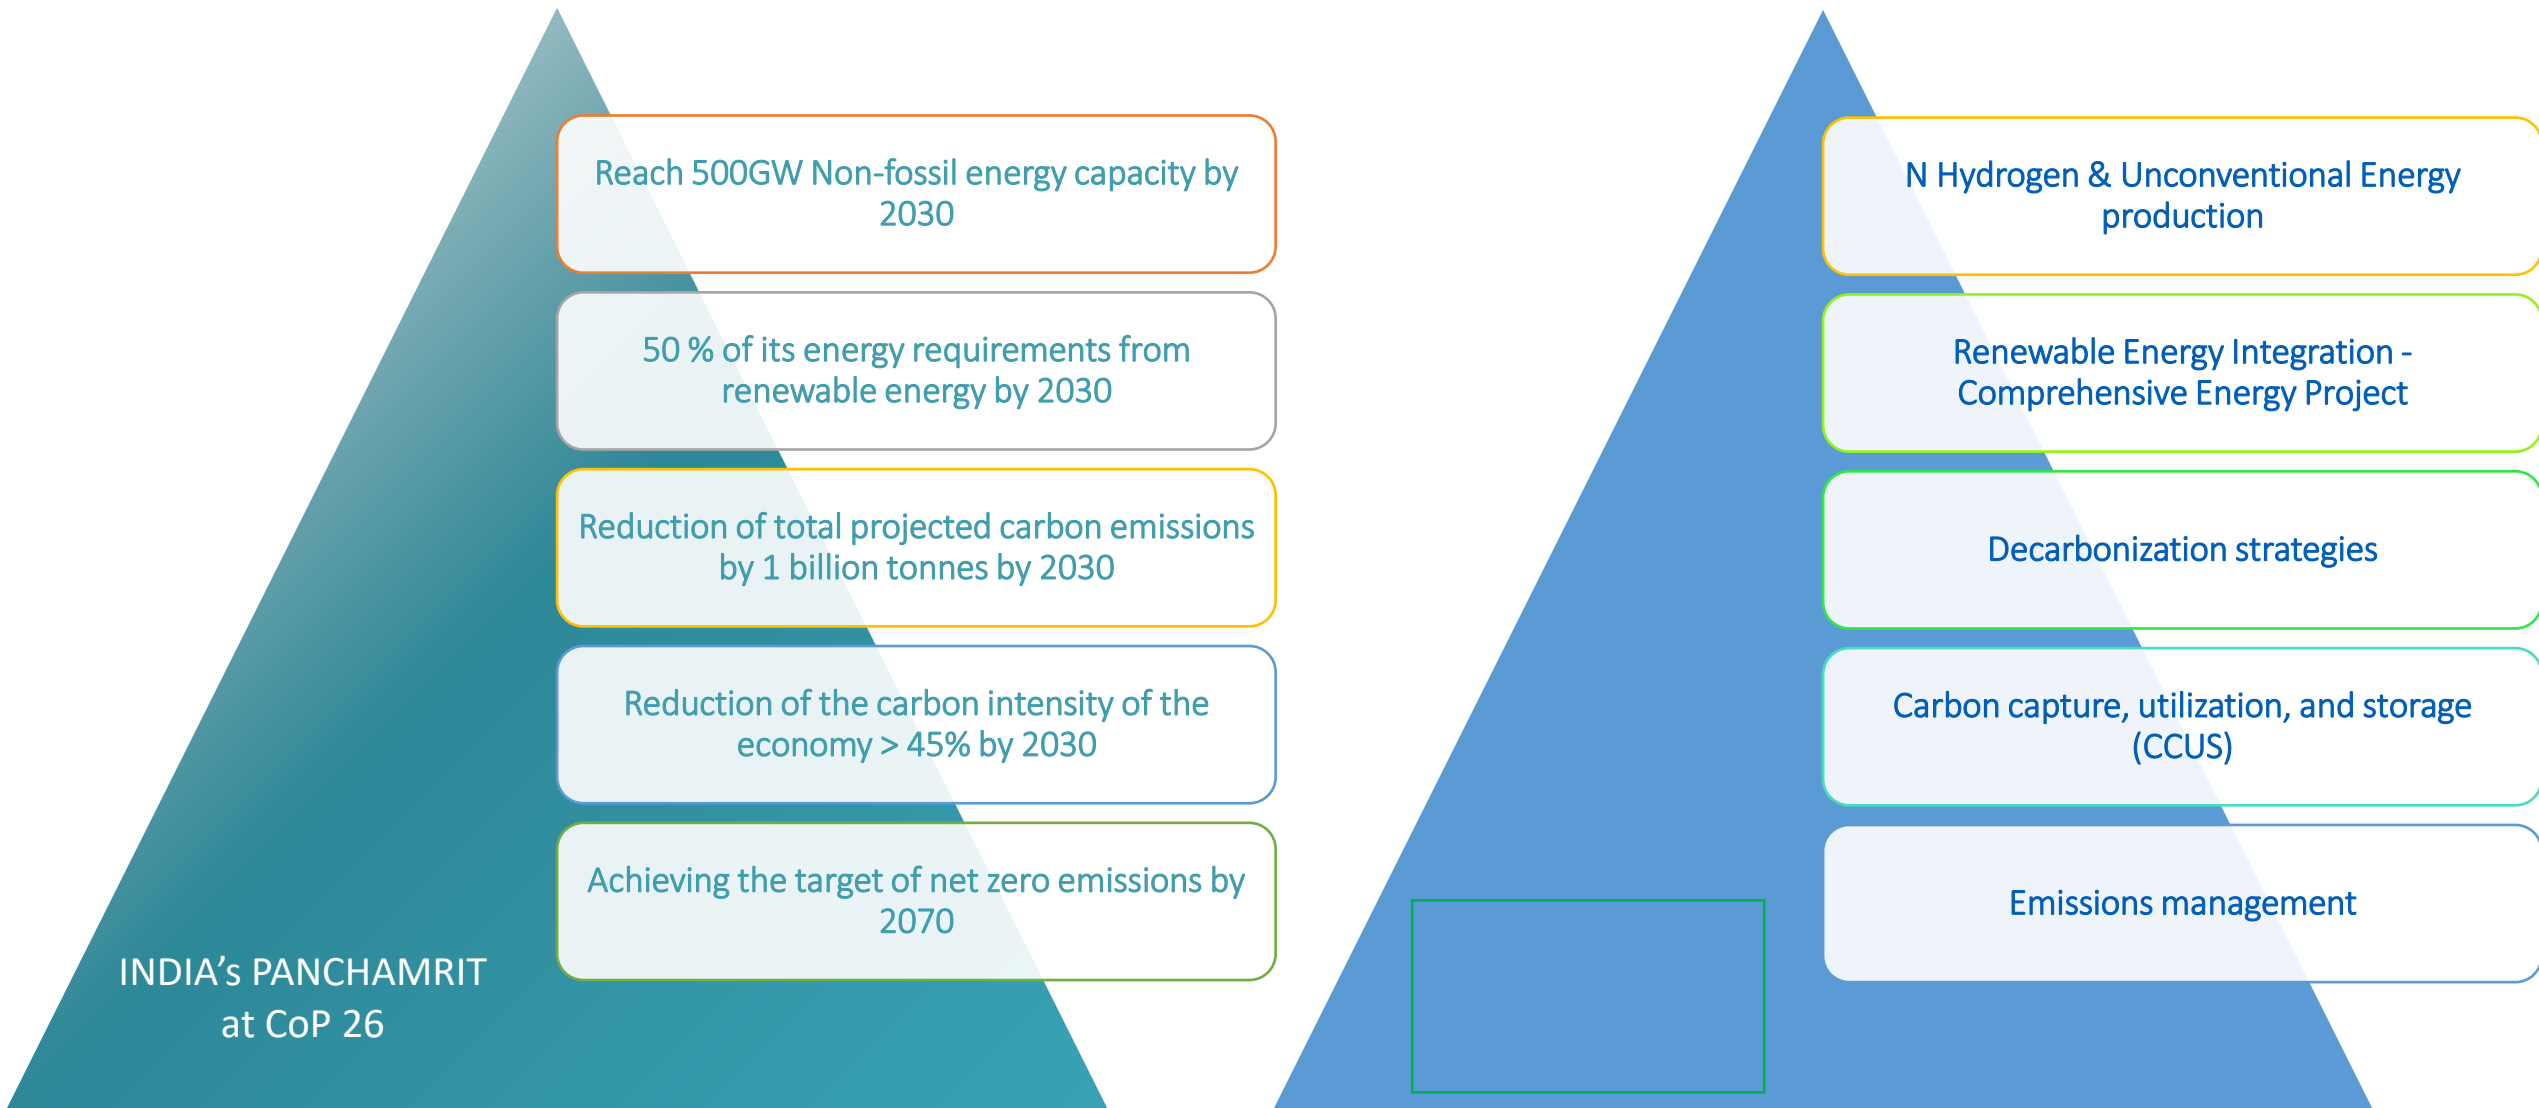 Reach 500GW Non-fossil energy capacity by
2030
50 % of its energy requirements from
renewable energy by 2030
Reduction of total projected carbon emissions
by 1 billion tonnes by 2030
Reduction of the carbon intensity of the
economy > 45% by 2030
Achieving the target of net zero emissions by
2070
INDIA’s PANCHAMRIT
at CoP 26
N Hydrogen & Unconventional Energy
production
Renewable Energy Integration -
Comprehensive Energy Project
Decarbonization strategies
Carbon capture, utilization, and storage
(CCUS)
Emissions management